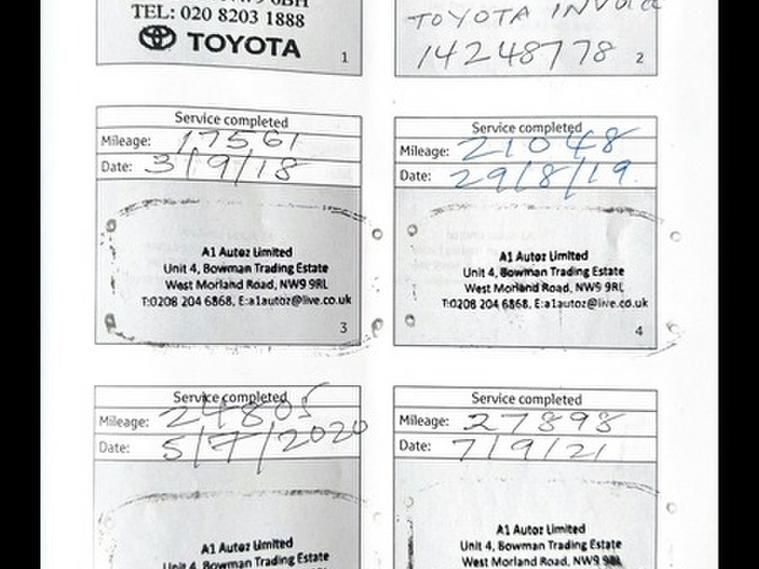 TEL: 020 8203 1888
TOYOTA
1
TOYOTA
14248778
2
Service completed
Mileage: 17561
Date: 3/9/18
A1 Autoz Limited
Unit 4, Bowman Trading Estate
West Morland Road, NW9 9RL
T:0208 204 6868, E:a1autoz@live.co.uk
3
Service completed
Mileage: 21048
Date: 29/8/19.
A1 Autoz Limited
Unit 4, Bowman Trading Estate
West Morland Road, NW9 9RL
T:0208 204 6868, E:a1autoz@live.co.uk
4
Service completed
Mileage: 24805
Date: 5/7/2020
A1 Autoz Limited
Unit 4, Bowman Trading Estate
Service completed
Mileage: 27898
Date: 7/9/21
A1 Autoz Limited
Unit 4, Bowman Trading Estate
West Morland Road, NW9 9RL